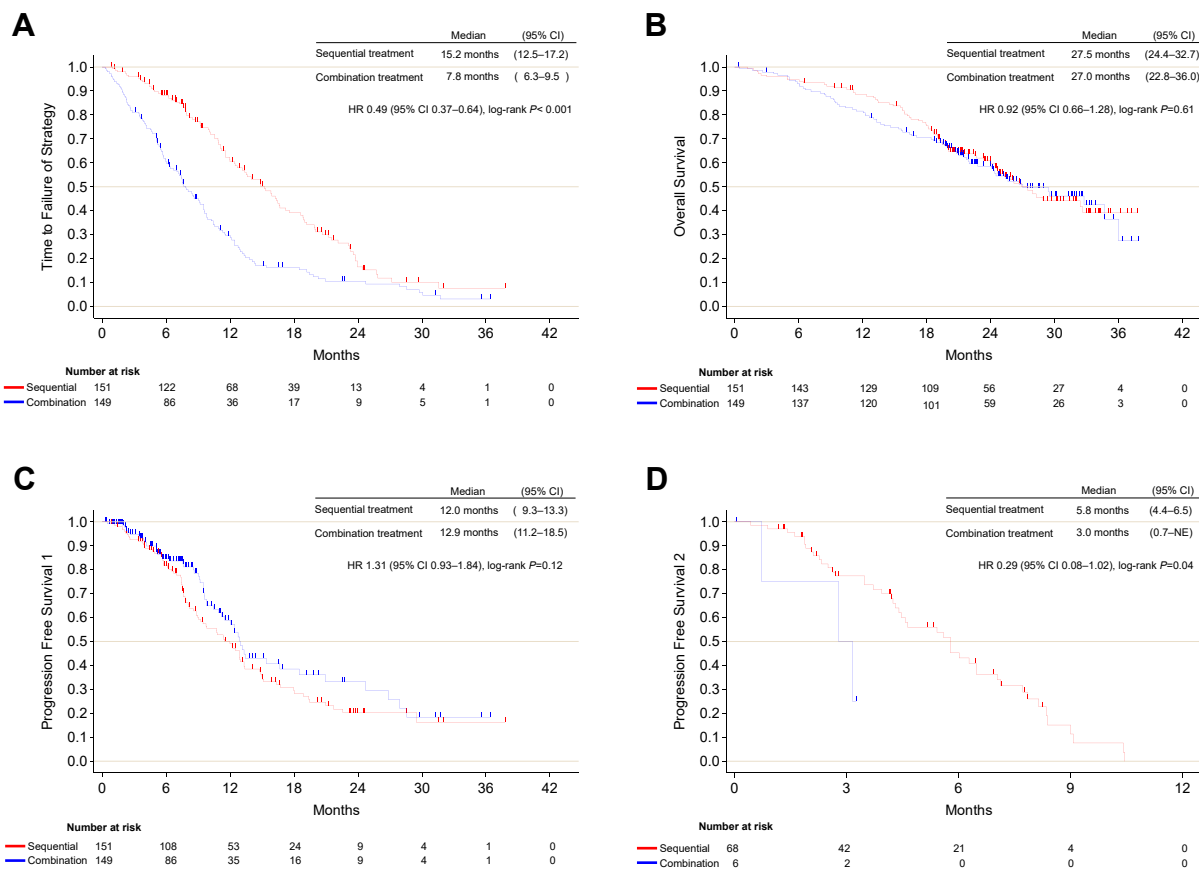 A
Median (95% CI)
Sequential treatment 15.2 months (12.5–17.2)
Combination treatment 7.8 months ( 6.3–9.5 )
HR 0.49 (95% CI 0.37–0.64), log-rank P< 0.001
Time to Failure of Strategy
1.0
0.9
0.8
0.7
0.6
0.5
0.4
0.3
0.2
0.1
0.0
0 6 12 18 24 30 36 42
Months
Number at risk
Sequential 151 122 68 39 13 4 1 0
Combination 149 86 36 17 9 5 1 0
B
Median (95% CI)
Sequential treatment 27.5 months (24.4–32.7)
Combination treatment 27.0 months (22.8–36.0)
HR 0.92 (95% CI 0.66–1.28), log-rank P=0.61
Overall Survival
1.0
0.9
0.8
0.7
0.6
0.5
0.4
0.3
0.2
0.1
0.0
0 6 12 18 24 30 36 42
Months
Number at risk
Sequential 151 143 129 109 56 27 4 0
Combination 149 137 120 101 59 26 3 0
C
Median (95% CI)
Sequential treatment 12.0 months ( 9.3–13.3)
Combination treatment 12.9 months (11.2–18.5)
HR 1.31 (95% CI 0.93–1.84), log-rank P=0.12
Progression Free Survival 1
1.0
0.9
0.8
0.7
0.6
0.5
0.4
0.3
0.2
0.1
0.0
0 6 12 18 24 30 36 42
Months
Number at risk
Sequential 151 108 53 24 9 4 1 0
Combination 149 86 35 16 9 4 1 0
D
Median (95% CI)
Sequential treatment 5.8 months (4.4–6.5)
Combination treatment 3.0 months (0.7–NE)
HR 0.29 (95% CI 0.08–1.02), log-rank P=0.04
Progression Free Survival 2
1.0
0.9
0.8
0.7
0.6
0.5
0.4
0.3
0.2
0.1
0.0
0 3 6 9 12
Months
Number at risk
Sequential 68 42 21 4 0
Combination 6 2 0 0 0